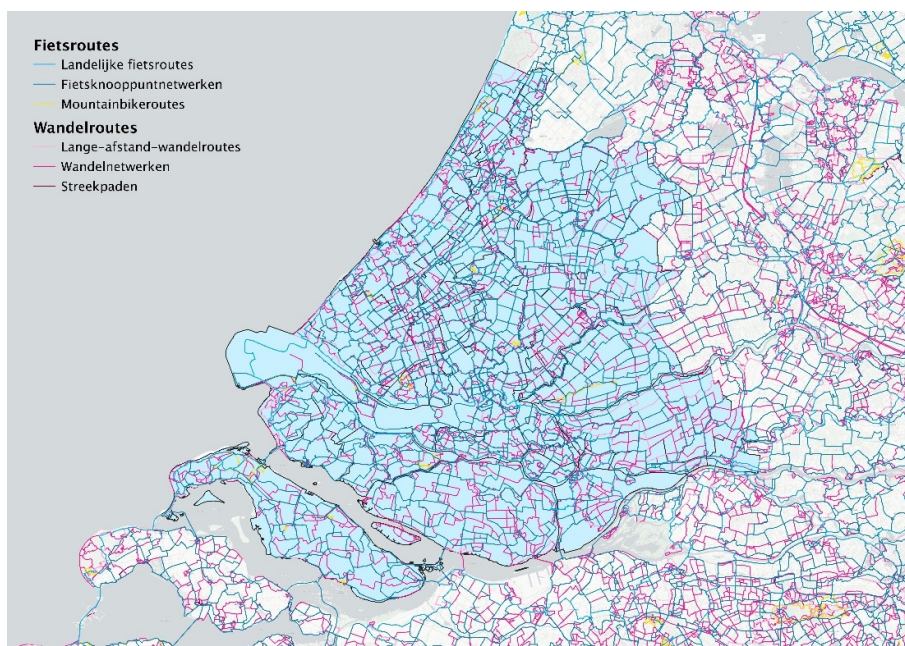 Fietsroutes
Landelijke fietsroutes
Fietsknooppuntnetwerken
Mountainbikeroutes
Wandelroutes
Lange-afstand-wandelroutes
Wandelnetwerken
Streekpaden